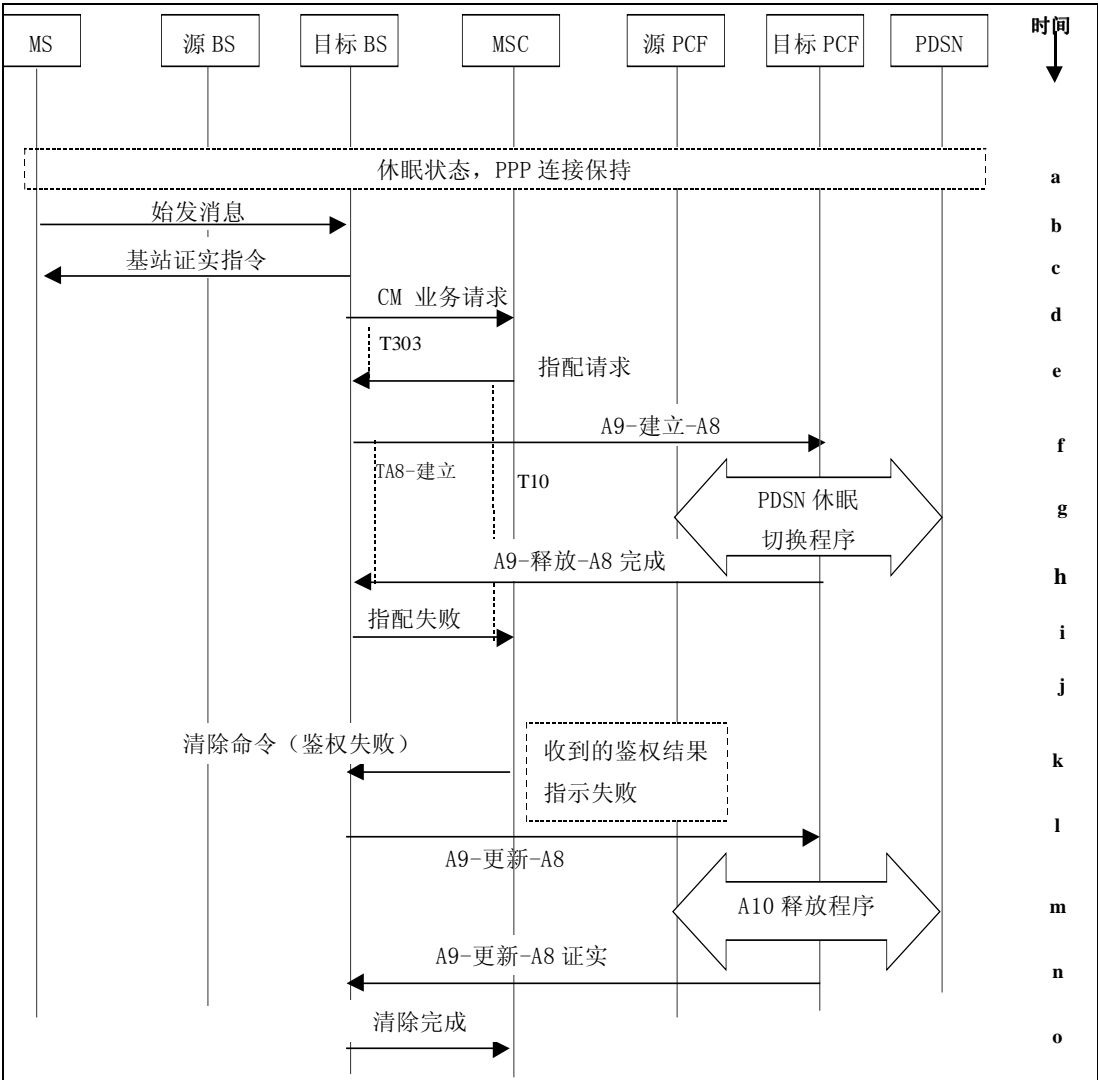 MS
源 BS
目标 BS
MSC
源 PCF
目标 PCF
PDSN
时间
休眠状态，PPP 连接保持
a
始发消息
b
基站证实指令
c
CM 业务请求
d
T303
指配请求
e
A9-建立-A8
f
TA8-建立
T10
PDSN 休眠
切换程序
g
A9-释放-A8 完成
h
指配失败
i
j
清除命令（鉴权失败）
收到的鉴权结果
指示失败
k
l
A9-更新-A8
A10 释放程序
m
A9-更新-A8 证实
n
清除完成
o